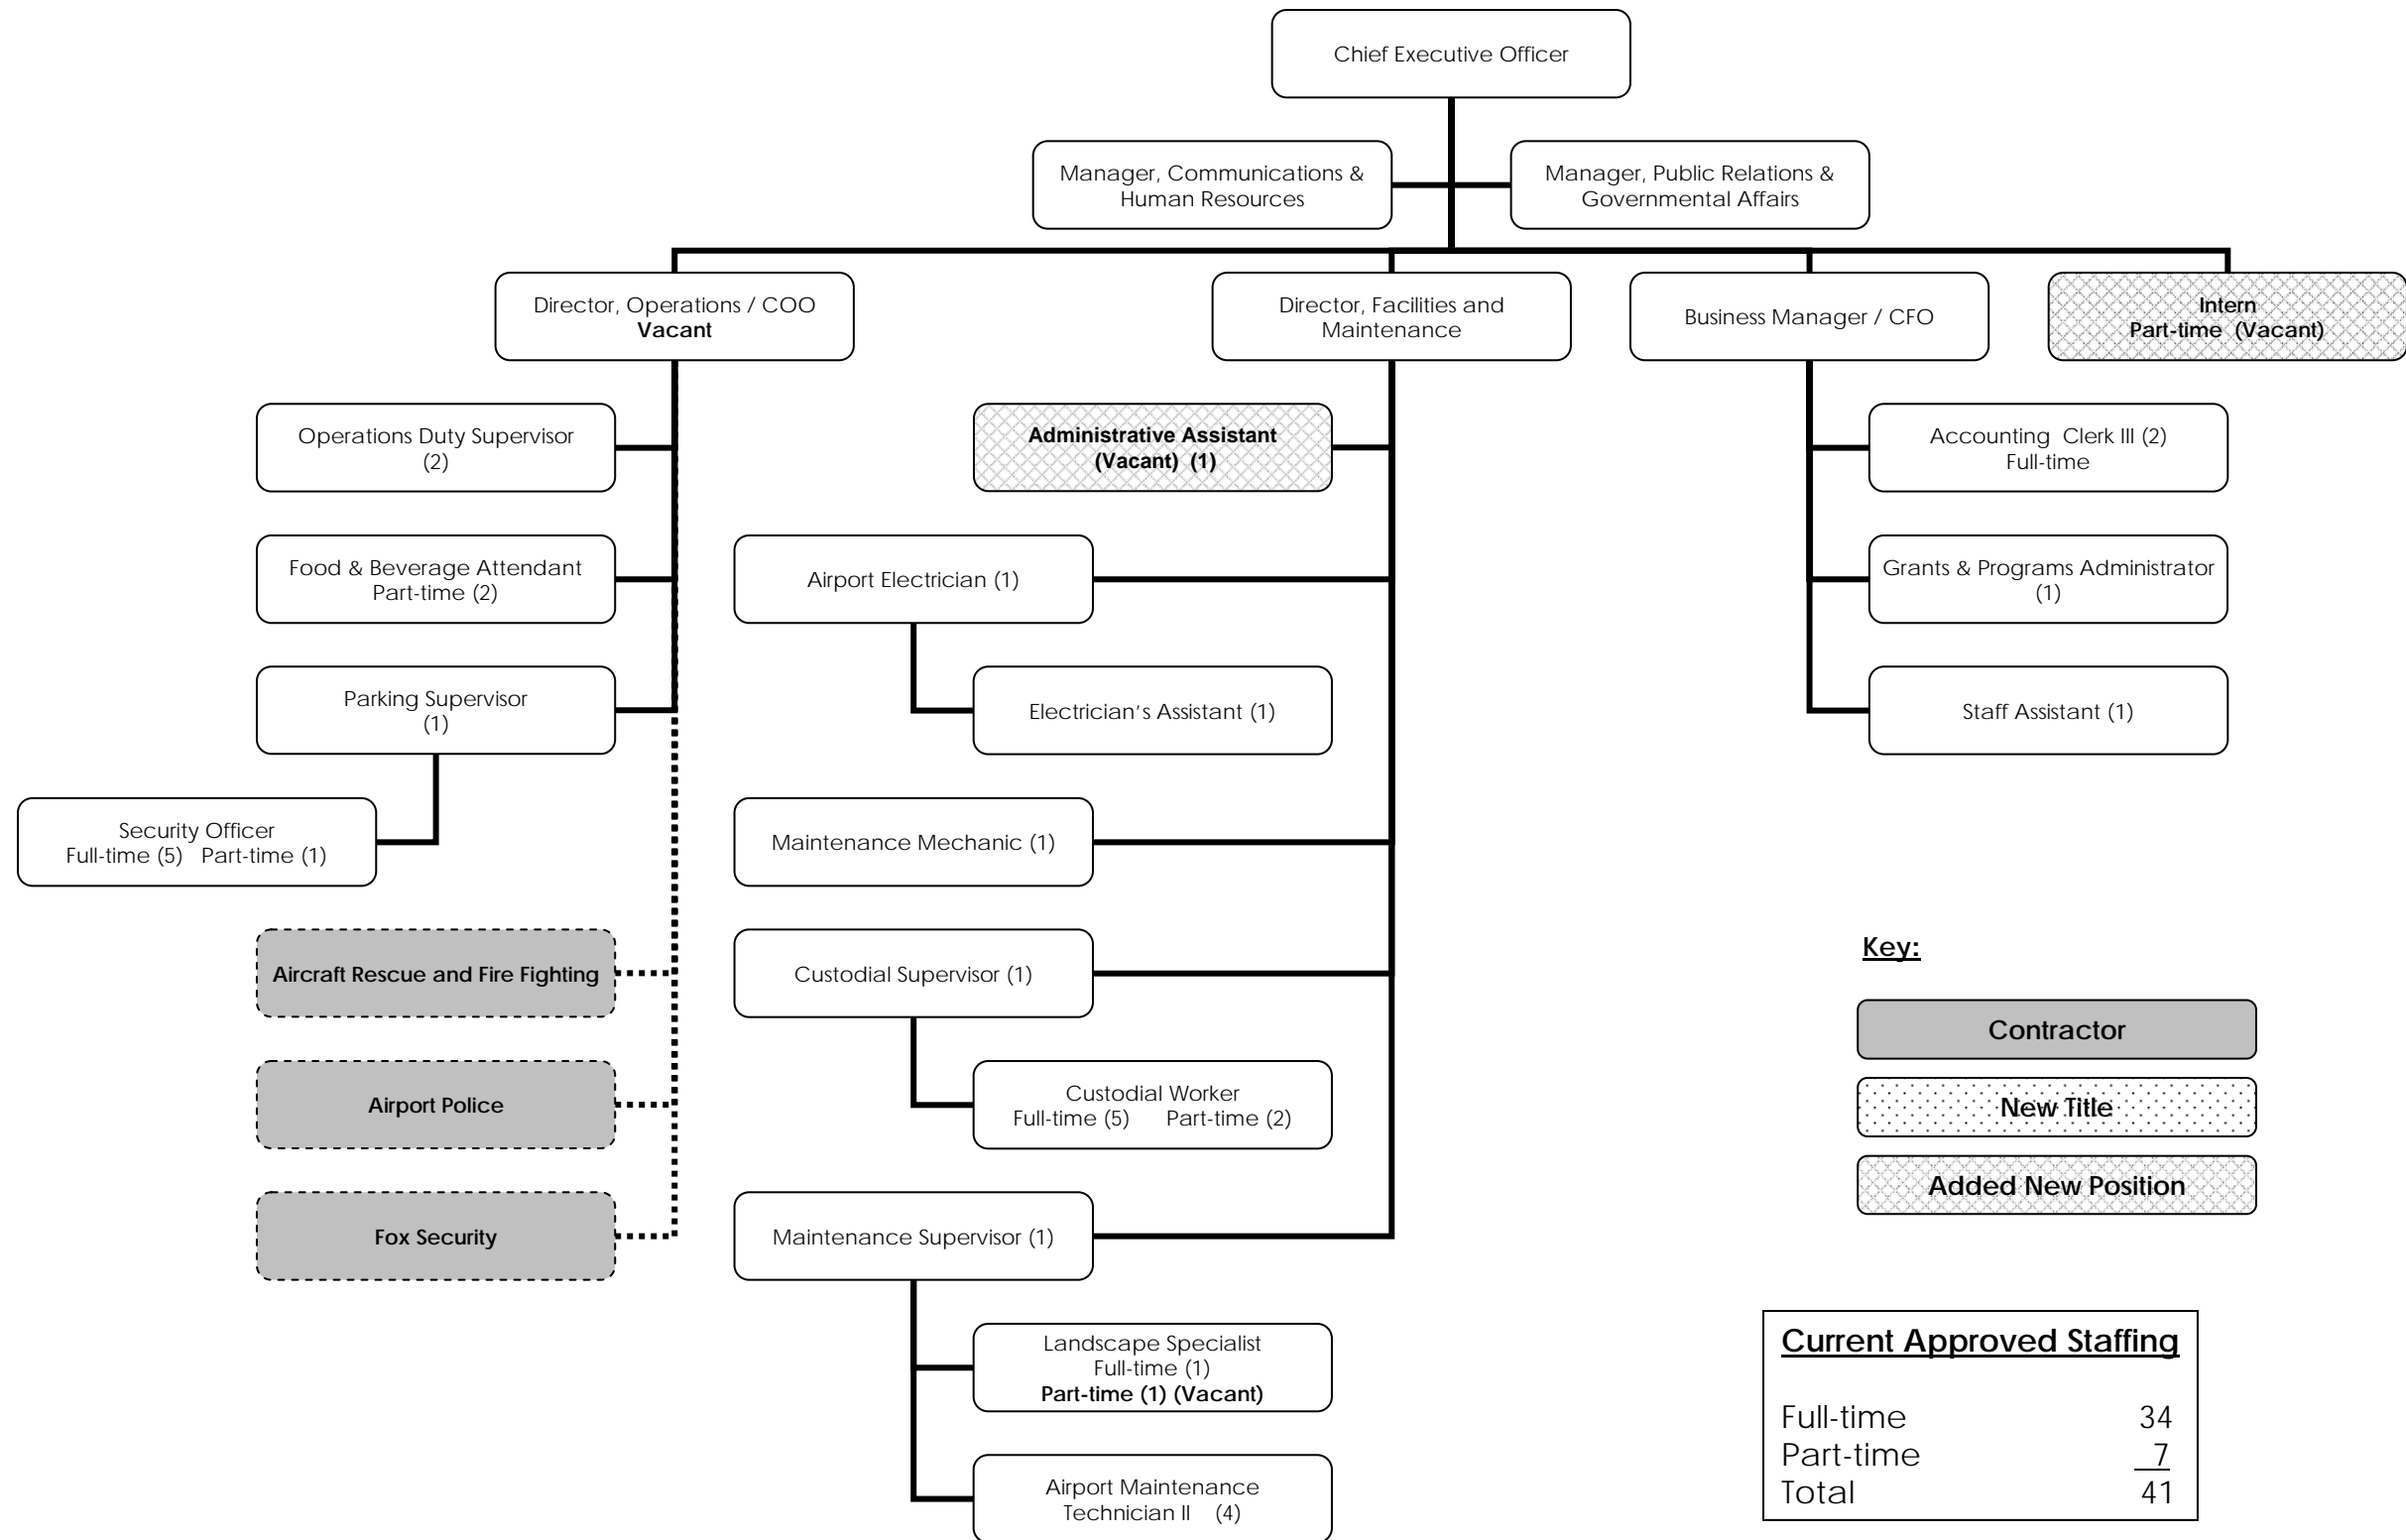 Chief Executive Officer
Manager, Communications &
Human Resources
Manager, Public Relations &
Governmental Affairs
Director, Operations / COO
Vacant
Director, Facilities and
Maintenance
Business Manager / CFO
Intern
Part-time (Vacant)
Operations Duty Supervisor
(2)
Administrative Assistant
(Vacant) (1)
Accounting Clerk III (2)
Full-time
Food & Beverage Attendant
Part-time (2)
Airport Electrician (1)
Grants & Programs Administrator
(1)
Parking Supervisor
(1)
Electrician's Assistant (1)
Staff Assistant (1)
Security Officer
Full-time (5) Part-time (1)
Maintenance Mechanic (1)
Aircraft Rescue and Fire Fighting
Custodial Supervisor (1)
Airport Police
Custodial Worker
Full-time (5) Part-time (2)
Fox Security
Maintenance Supervisor (1)
Landscape Specialist
Full-time (1)
Part-time (1) (Vacant)
Airport Maintenance
Technician II (4)
Key:
Contractor
New Title
Added New Position
Current Approved Staffing
Full-time 34
Part-time 7
Total 41